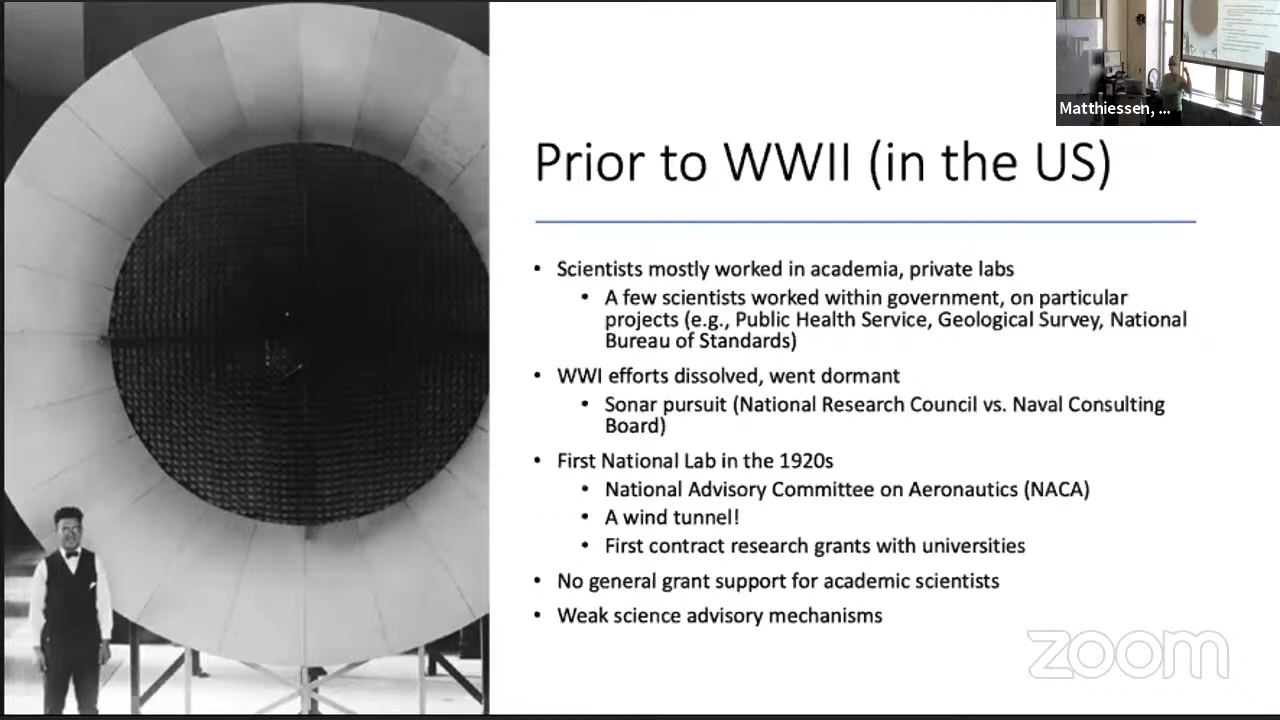 Matthiessen, ...
Prior to WWII (in the US)
• Scientists mostly worked in academia, private labs
• A few scientists worked within government, on particular
projects (e.g., Public Health Service, Geological Survey, National
Bureau of Standards)
• WWI efforts dissolved, went dormant
• Sonar pursuit (National Research Council vs. Naval Consulting
Board)
• First National Lab in the 1920s
• National Advisory Committee on Aeronautics (NACA)
• A wind tunnel!
• First contract research grants with universities
• No general grant support for academic scientists
• Weak science advisory mechanisms
zoom